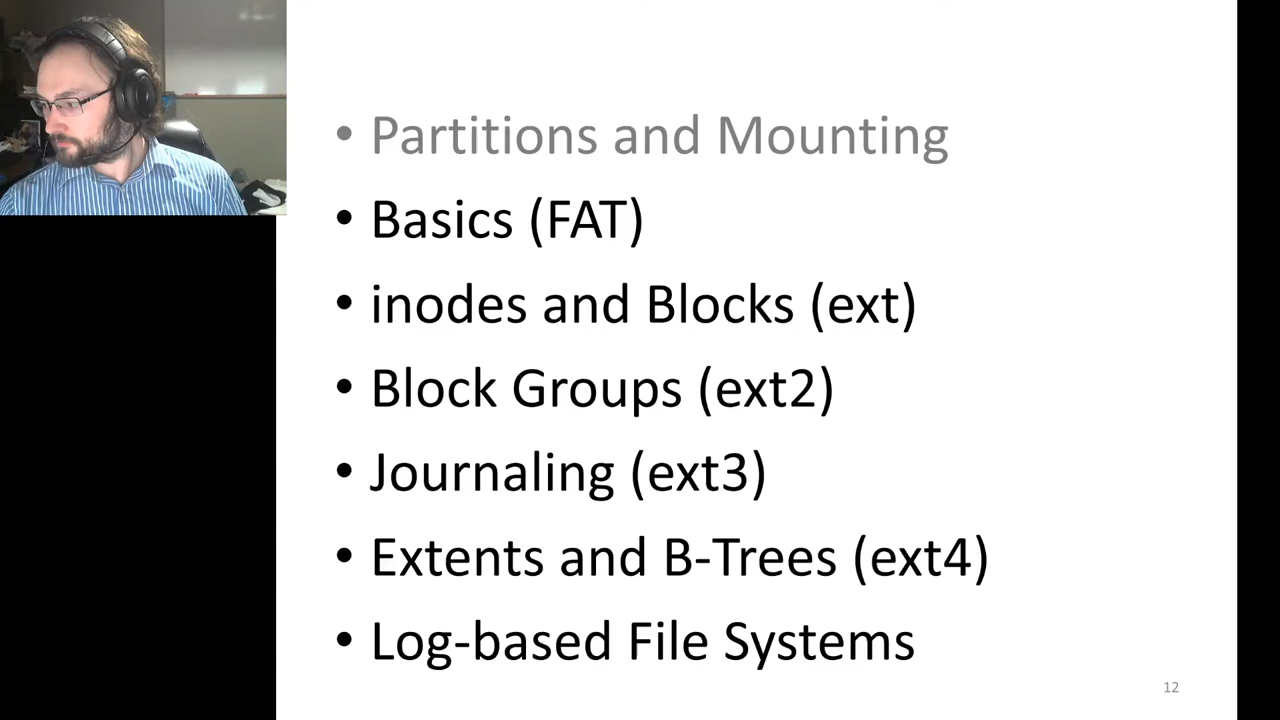 • Partitions and Mounting
• Basics (FAT)
• inodes and Blocks (ext)
• Block Groups (ext2)
• Journaling (ext3)
• Extents and B-Trees (ext4)
• Log-based File Systems
12